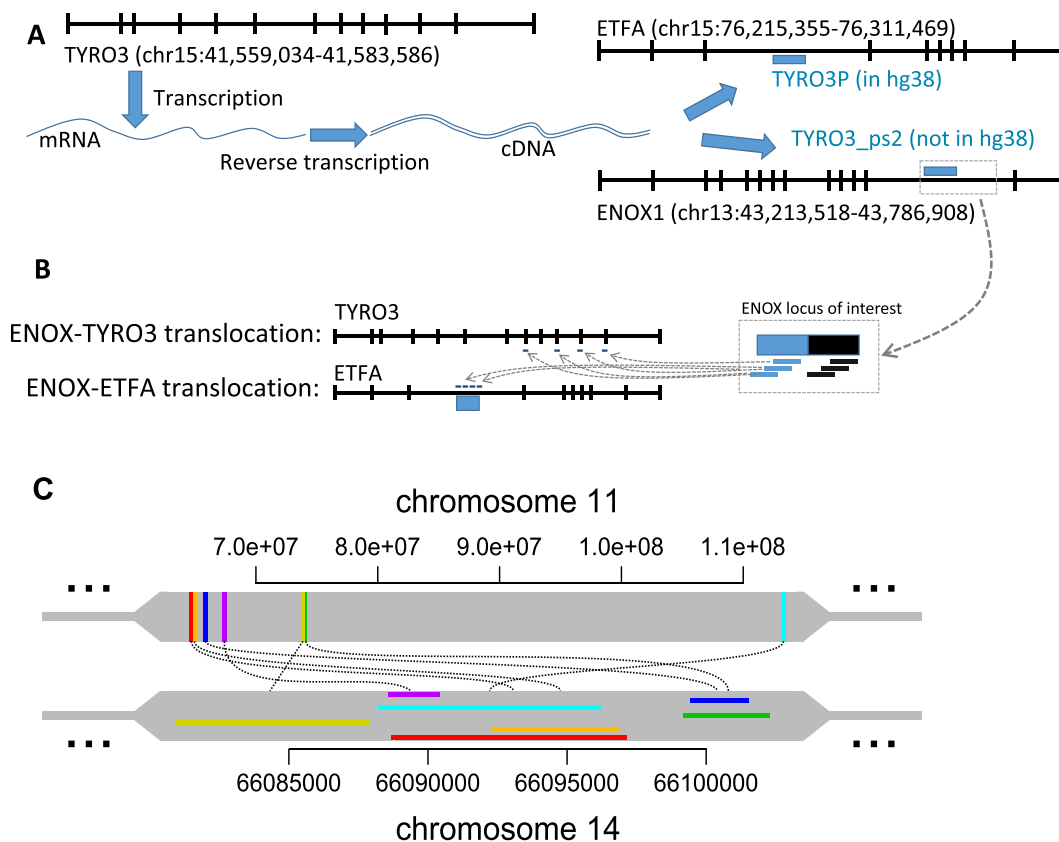 A
TYRO3 (chr15:41,559,034-41,583,586)
Transcription
mRNA
Reverse transcription
cDNA
ETFA (chr15:76,215,355-76,311,469)
TYRO3P (in hg38)
TYRO3_ps2 (not in hg38)
ENOX1 (chr13:43,213,518-43,786,908)
B
TYRO3
ENOX-TYRO3 translocation:
ETFA
ENOX-ETFA translocation:
ENOX locus of interest
C
chromosome 11
7.0e+07 8.0e+07 9.0e+07 1.0e+08 1.1e+08
... ...
... ...
66085000 66090000 66095000 66100000
chromosome 14